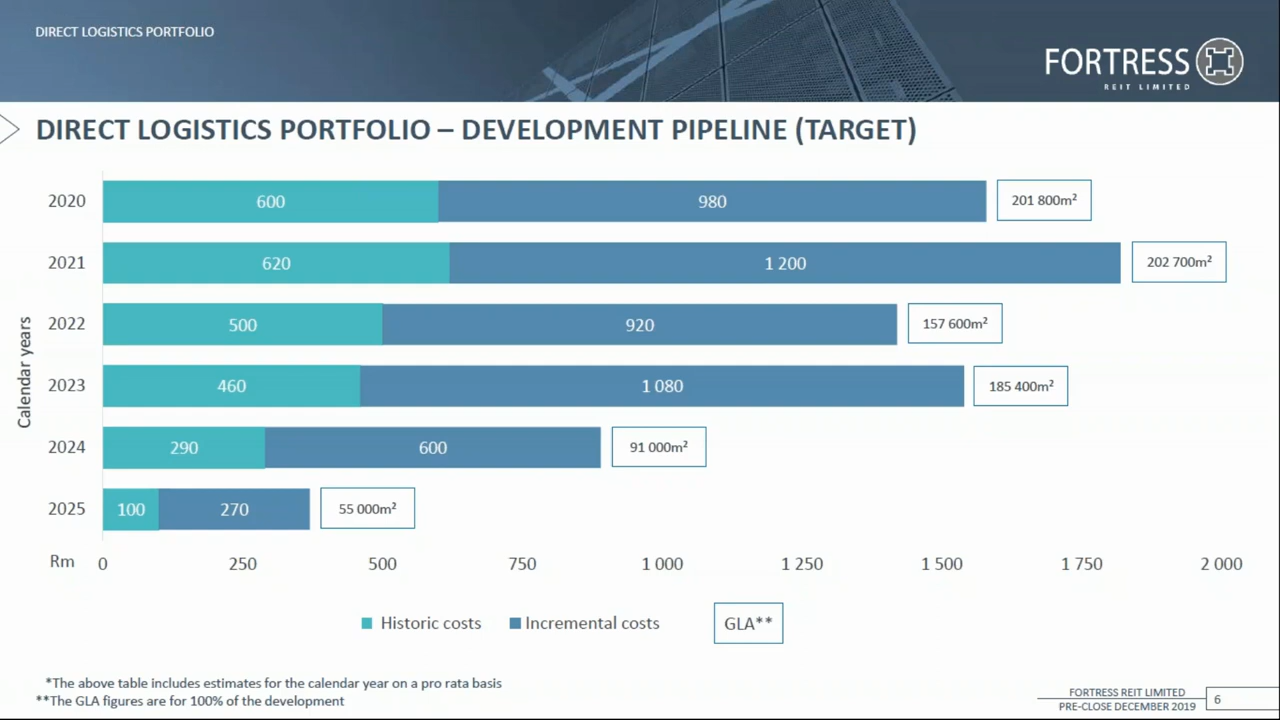 DIRECT LOGISTICS PORTFOLIO
FORTRESS
REIT LIMITED
DIRECT LOGISTICS PORTFOLIO – DEVELOPMENT PIPELINE (TARGET)
Calendar years
2020 600 980 201 800m²
2021 620 1 200 202 700m²
2022 500 920 157 600m²
2023 460 1 080 185 400m²
2024 290 600 91 000m²
2025 100 270 55 000m²
Rm 0 250 500 750 1 000 1 250 1 500 1 750 2 000
Historic costs Incremental costs GLA**
*The above table includes estimates for the calendar year on a pro rata basis
**The GLA figures are for 100% of the development
FORTRESS REIT LIMITED
PRE-CLOSE DECEMBER 2019
6